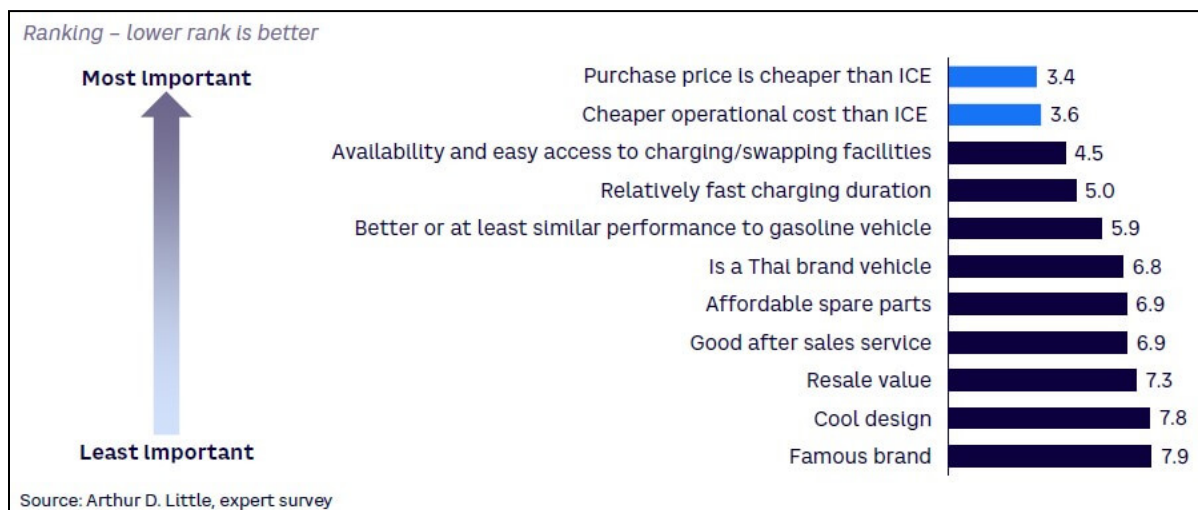 Ranking – lower rank is better
Most Important
Purchase price is cheaper than ICE 3.4
Cheaper operational cost than ICE 3.6
Availability and easy access to charging/swapping facilities 4.5
Relatively fast charging duration 5.0
Better or at least similar performance to gasoline vehicle 5.9
Is a Thai brand vehicle 6.8
Affordable spare parts 6.9
Good after sales service 6.9
Resale value 7.3
Cool design 7.8
Least Important
Famous brand 7.9
Source: Arthur D. Little, expert survey